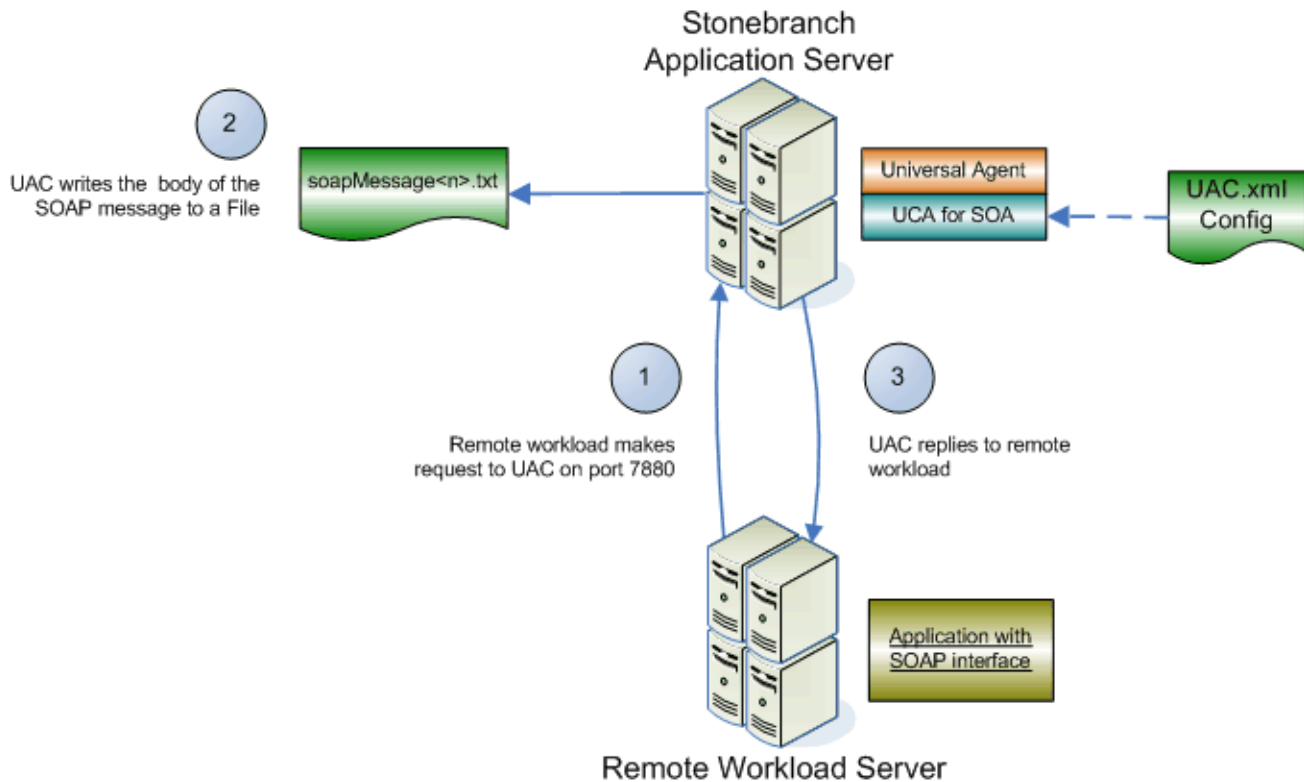 Stonebranch
Application Server
2
UAC writes the body of the
SOAP message to a File
soapMessage<n>.txt
Universal Agent
UCA for SOA
UAC.xml
Config
1
Remote workload makes
request to UAC on port 7880
3
UAC replies to remote
workload
Application with
SOAP interface
Remote Workload Server